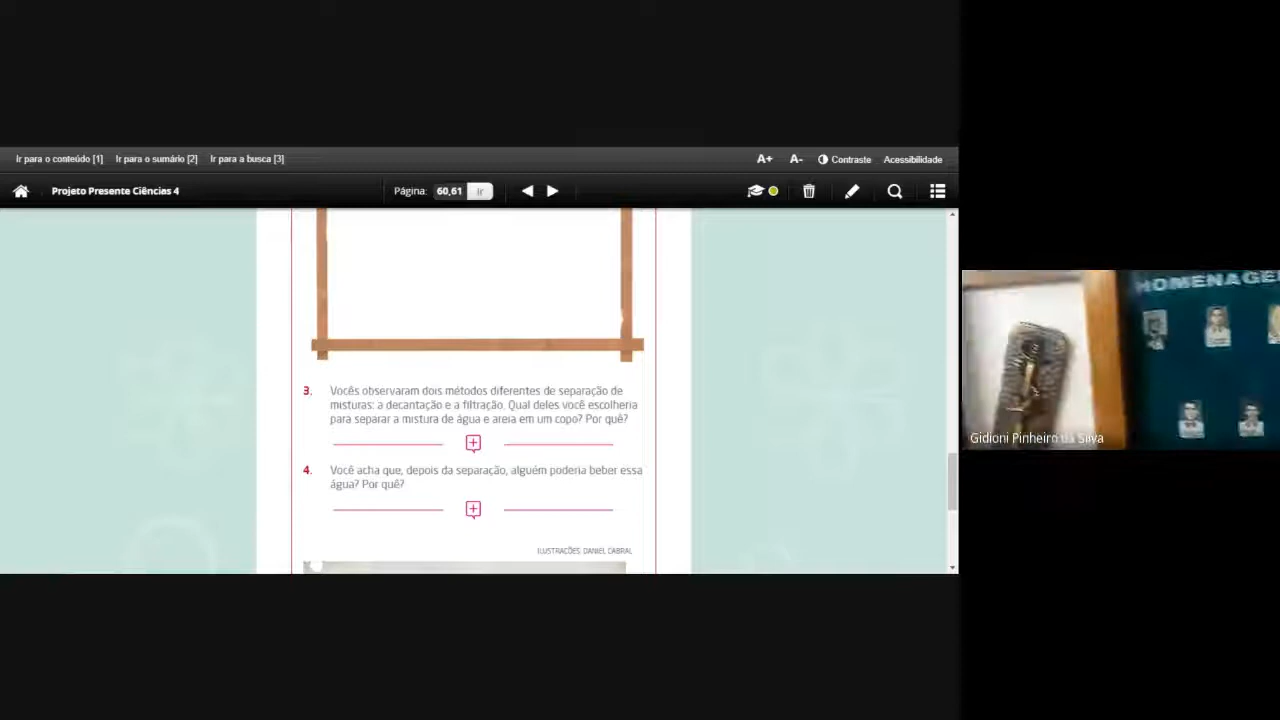 Ir para o conteúdo [1] Ir para o sumário [2] Ir para a busca [3]
A+ A- Contraste Acessibilidade
Projeto Presente Ciências 4
Página: 60,61 Ir
3. Vocês observaram dois métodos diferentes de separação de
misturas: a decantação e a filtração. Qual deles você escolheria
para separar a mistura de água e areia em um copo? Por quê?
4. Você acha que, depois da separação, alguém poderia beber essa
água? Por quê?
ILUSTRAÇÕES: DANIEL CABRAL
HOMENAGE
Gidioni Pinheiro da Silva